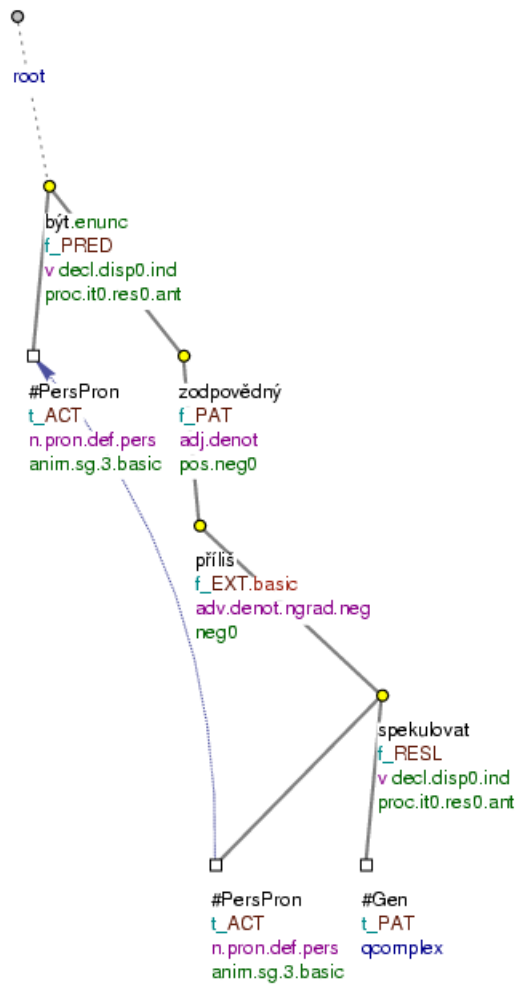 root
být.enunc
f_PRED
v decl.disp0.ind
proc.it0.res0.ant
#PersPron
t_ACT
n.pron.def.pers
anim.sg.3.basic
zodpovědný
f_PAT
adj.denot
pos.neg0
příliš
f_EXT.basic
adv.denot.ngrad.neg
neg0
spekulovat
f_RESL
v decl.disp0.ind
proc.it0.res0.ant
#PersPron
t_ACT
n.pron.def.pers
anim.sg.3.basic
#Gen
t_PAT
qcomplex